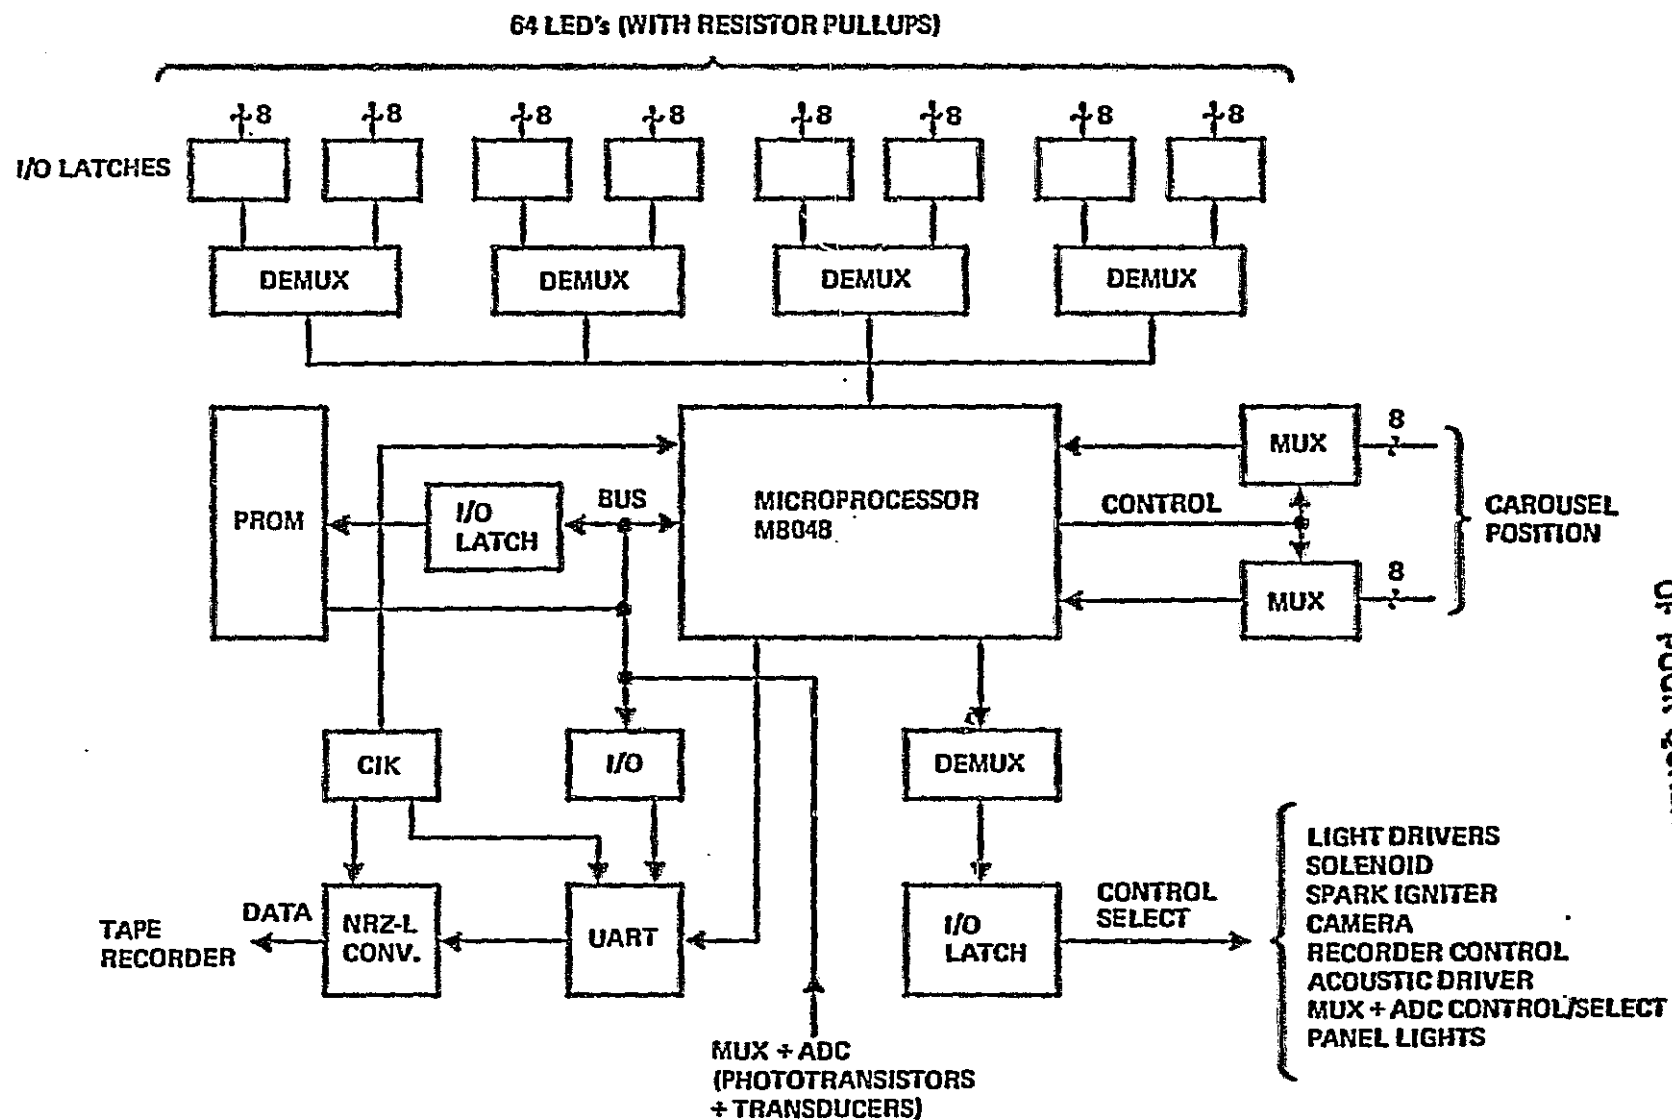 64 LED's (WITH RESISTOR PULLUPS)
8 8 8 8 8 8 8 8
I/O LATCHES
DEMUX DEMUX DEMUX DEMUX
PROM
I/O
LATCH
BUS
MICROPROCESSOR
M8048
CONTROL
MUX
8
MUX
8
CAROUSEL
POSITION
ClK
I/O
DEMUX
TAPE
RECORDER
DATA
NRZ-L
CONV.
UART
I/O
LATCH
CONTROL
SELECT
LIGHT DRIVERS
SOLENOID
SPARK IGNITER
CAMERA
RECORDER CONTROL
ACOUSTIC DRIVER
MUX + ADC CONTROL/SELECT
PANEL LIGHTS
MUX + ADC
(PHOTOTRANSISTORS
+ TRANSDUCERS)
OF POOR